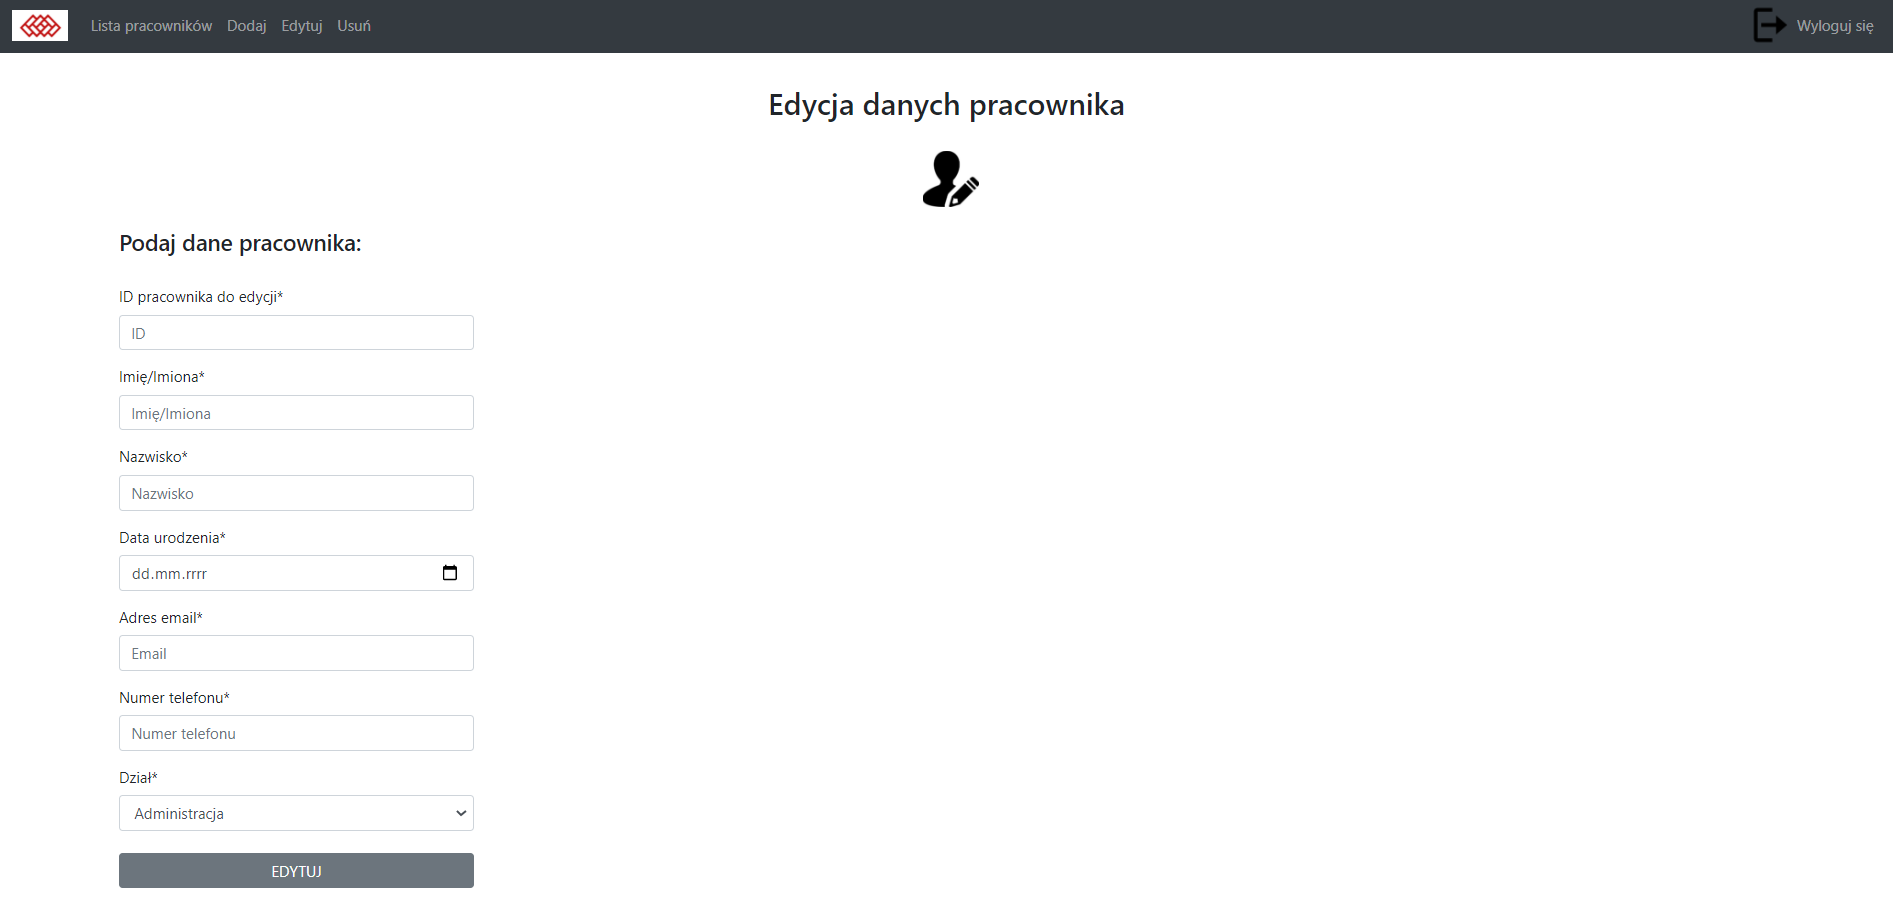 Lista pracowników Dodaj Edytuj Usuń Wyloguj się
Edycja danych pracownika
Podaj dane pracownika:
ID pracownika do edycji*
ID
Imię/Imiona*
Imię/Imiona
Nazwisko*
Nazwisko
Data urodzenia*
dd.mm.rrrr
Adres email*
Email
Numer telefonu*
Numer telefonu
Dział*
Administracja
EDYTUJ